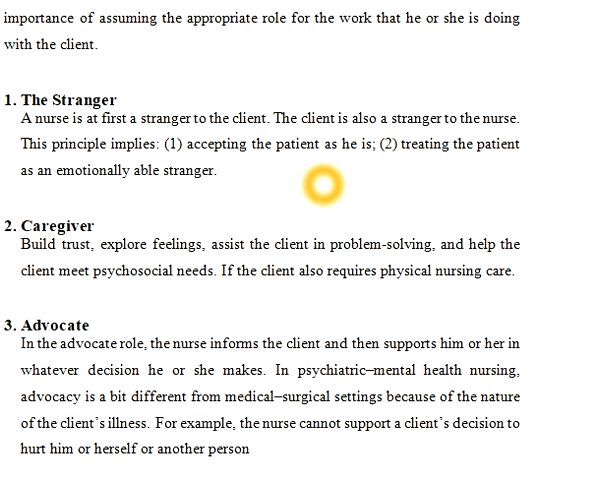 importance of assuming the appropriate role for the work that he or she is doing
with the client.
1. The Stranger
A nurse is at first a stranger to the client. The client is also a stranger to the nurse.
This principle implies: (1) accepting the patient as he is; (2) treating the patient
as an emotionally able stranger.
2. Caregiver
Build trust, explore feelings, assist the client in problem-solving, and help the
client meet psychosocial needs. If the client also requires physical nursing care.
3. Advocate
In the advocate role, the nurse informs the client and then supports him or her in
whatever decision he or she makes. In psychiatric–mental health nursing,
advocacy is a bit different from medical–surgical settings because of the nature
of the client’s illness. For example, the nurse cannot support a client’s decision to
hurt him or herself or another person